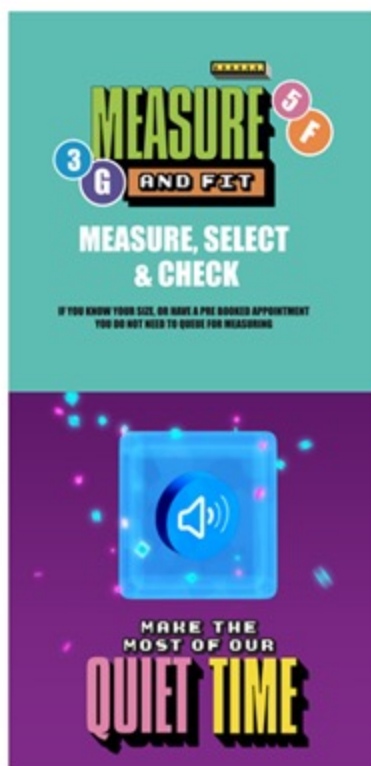 MEASURE
5
F
3
G
AND FIT
MEASURE, SELECT
& CHECK
IF YOU KNOW YOUR SIZE, OR HAVE A PRE BOOKED APPOINTMENT
YOU DO NOT NEED TO QUEUE FOR MEASURING
MAKE THE
MOST OF OUR
QUIET TIME